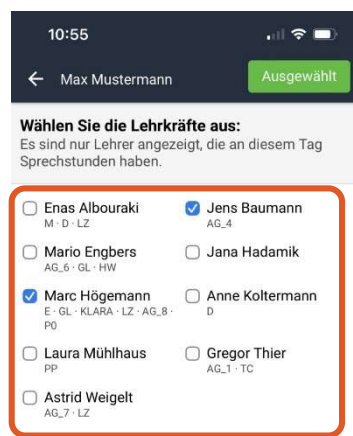 10:55
Max Mustermann
Ausgewählt
Wählen Sie die Lehrkräfte aus:
Es sind nur Lehrer angezeigt, die an diesem Tag
Sprechstunden haben.
Enas Albouraki
M · D · LZ
Jens Baumann
AG_4
Mario Engbers
AG_6 · GL · HW
Jana Hadamik
Marc Högemann
E · GL · KLARA · LZ · AG_8 ·
P0
Anne Koltermann
D
Laura Mühlhaus
PP
Gregor Thier
AG_1 · TC
Astrid Weigelt
AG_7 · LZ